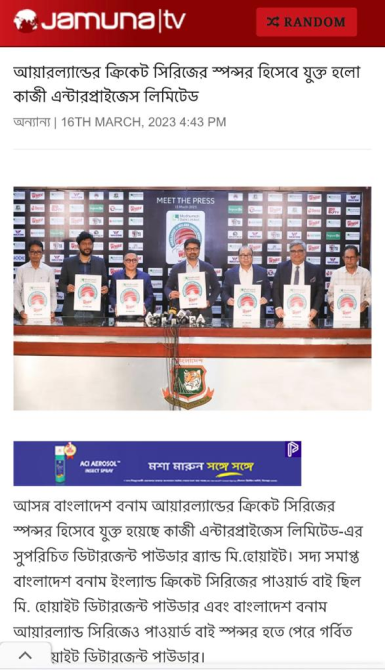 Jamuna|tv
RANDOM
আয়ারল্যান্ডের ক্রিকেট সিরিজের স্পন্সর হিসেবে যুক্ত হলো
কাজী এন্টারপ্রাইজেস লিমিটেড
অন্যান্য | 16TH MARCH, 2023 4:43 PM
MEET THE PRESS
ACI AEROSOL
INSECT SPRAY
মশা মারুন সঙ্গে সঙ্গে
আসন্ন বাংলাদেশ বনাম আয়ারল্যান্ডের ক্রিকেট সিরিজের
স্পন্সর হিসেবে যুক্ত হয়েছে কাজী এন্টারপ্রাইজেস লিমিটেড-এর
সুপরিচিত ডিটারজেন্ট পাউডার ব্র্যান্ড মি.হোয়াইট। সদ্য সমাপ্ত
বাংলাদেশ বনাম ইংল্যান্ড ক্রিকেট সিরিজের পাওয়ার্ড বাই ছিল
মি. হোয়াইট ডিটারজেন্ট পাউডার এবং বাংলাদেশ বনাম
আয়ারল্যান্ড সিরিজেও পাওয়ার্ড বাই স্পন্সর হতে পেরে গর্বিত
য়াইট ডিটারজেন্ট পাউডার।